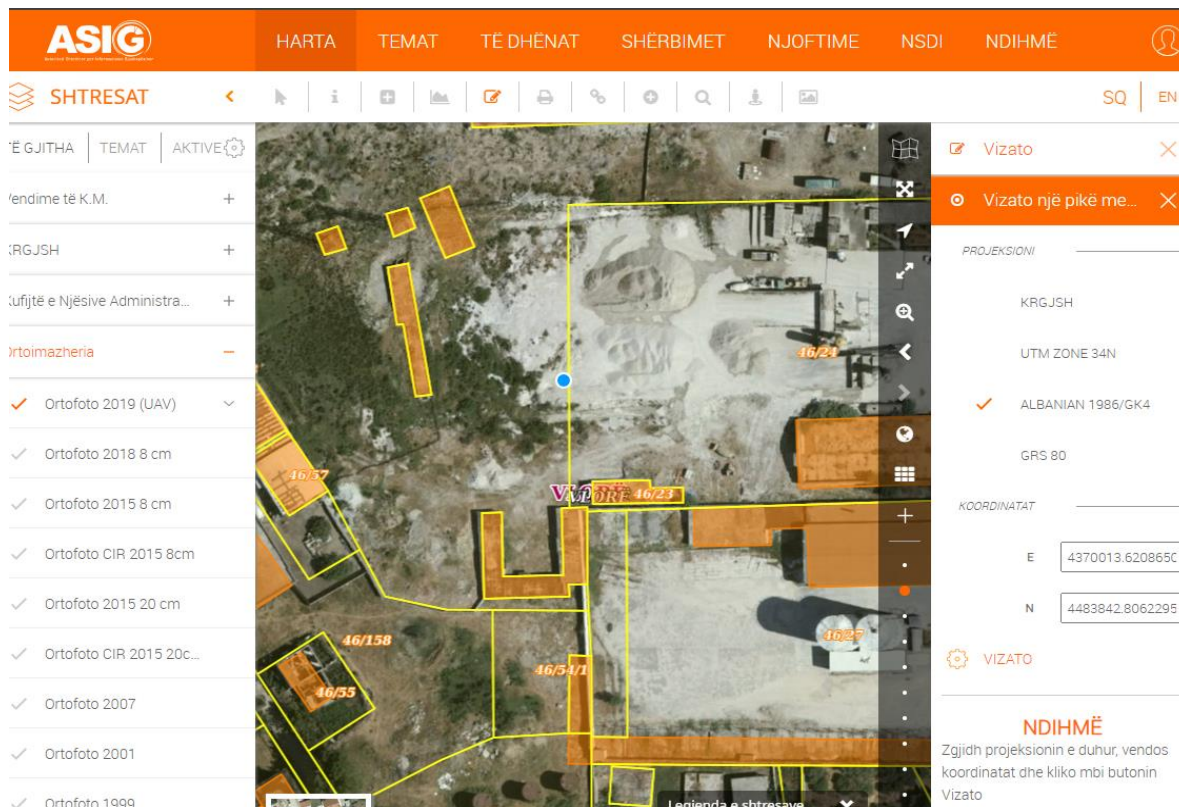 ASIG
HARTA TEMAT TË DHËNAT SHËRBIMET NJOFTIME NSDI NDIHMË
SHTRESAT
SQ EN
TË GJITHA TEMAT AKTIVE
Vendime të K.M.
KRGJSH
Kufijtë e Njësive Administra...
Ortoimazheria
Ortofoto 2019 (UAV)
Ortofoto 2018 8 cm
Ortofoto 2015 8 cm
Ortofoto CIR 2015 8cm
Ortofoto 2015 20 cm
Ortofoto CIR 2015 20c...
Ortofoto 2007
Ortofoto 2001
Ortofoto 1999
46/24
46/57
46/23
46/158
46/27
46/54/1
46/55
Legjenda e shtresave
Vizato
Vizato një pikë me...
PROJEKSIONI
KRGJSH
UTM ZONE 34N
ALBANIAN 1986/GK4
GRS 80
KOORDINATAT
E 4370013.6208650
N 4483842.8062295
VIZATO
NDIHMË
Zgjidh projeksionin e duhur, vendos
koordinatat dhe kliko mbi butonin
Vizato